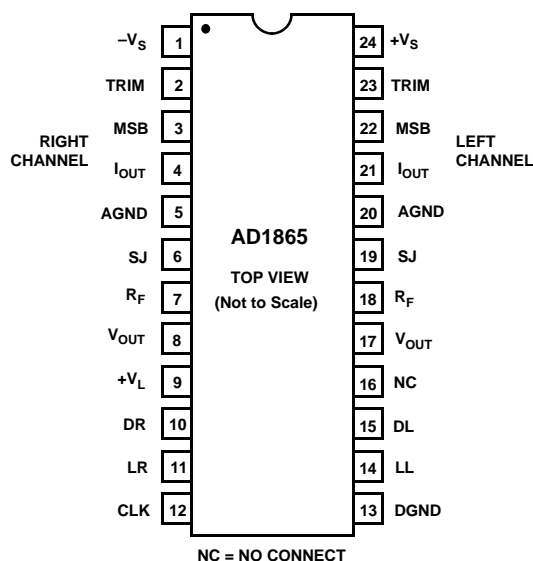 –VS 1 24 +VS
TRIM 2 23 TRIM
MSB 3 22 MSB
RIGHT CHANNEL
LEFT CHANNEL
IOUT 4 21 IOUT
AGND 5 20 AGND
AD1865
SJ 6 19 SJ
TOP VIEW
(Not to Scale)
RF 7 18 RF
VOUT 8 17 VOUT
+VL 9 16 NC
DR 10 15 DL
LR 11 14 LL
CLK 12 13 DGND
NC = NO CONNECT